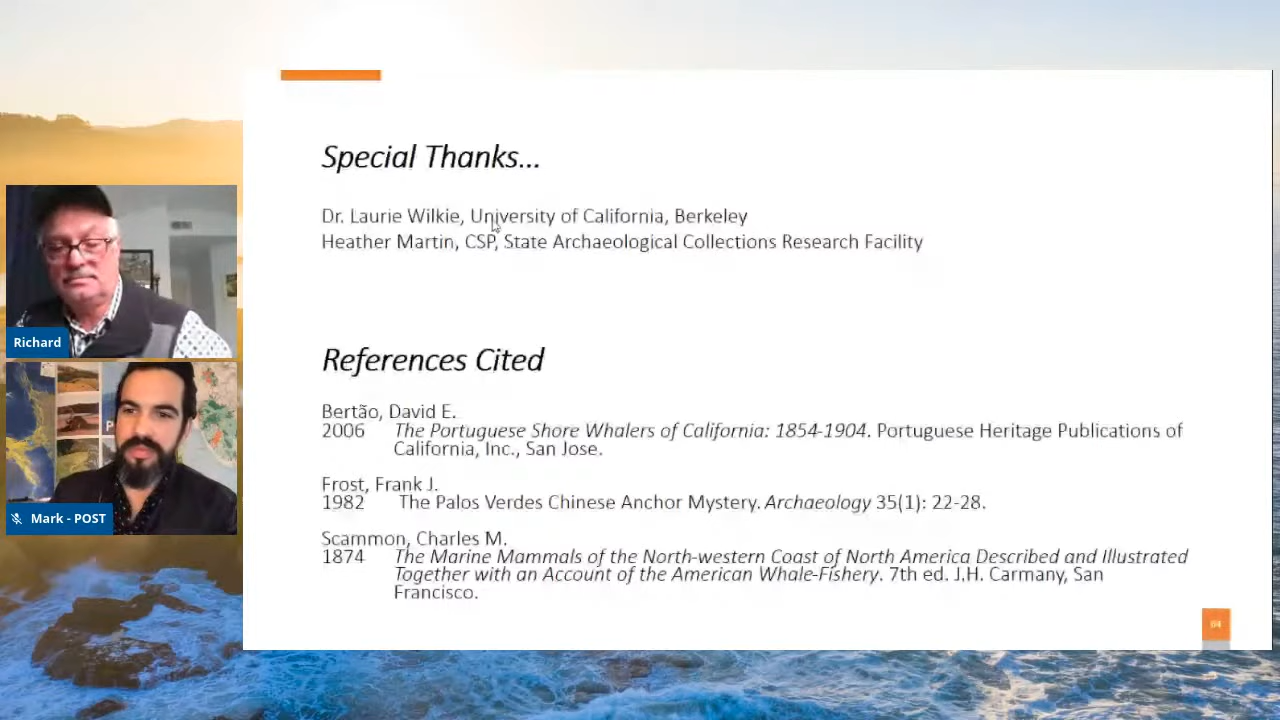 Special Thanks...
Dr. Laurie Wilkie, University of California, Berkeley
Heather Martin, CSP, State Archaeological Collections Research Facility
References Cited
Bertão, David E.
2006 The Portuguese Shore Whalers of California: 1854-1904. Portuguese Heritage Publications of
California, Inc., San Jose.
Frost, Frank J.
1982 The Palos Verdes Chinese Anchor Mystery. Archaeology 35(1): 22-28.
Scammon, Charles M.
1874 The Marine Mammals of the North-western Coast of North America Described and Illustrated
Together with an Account of the American Whale-Fishery. 7th ed. J.H. Carmany, San
Francisco.
Richard
Mark - POST